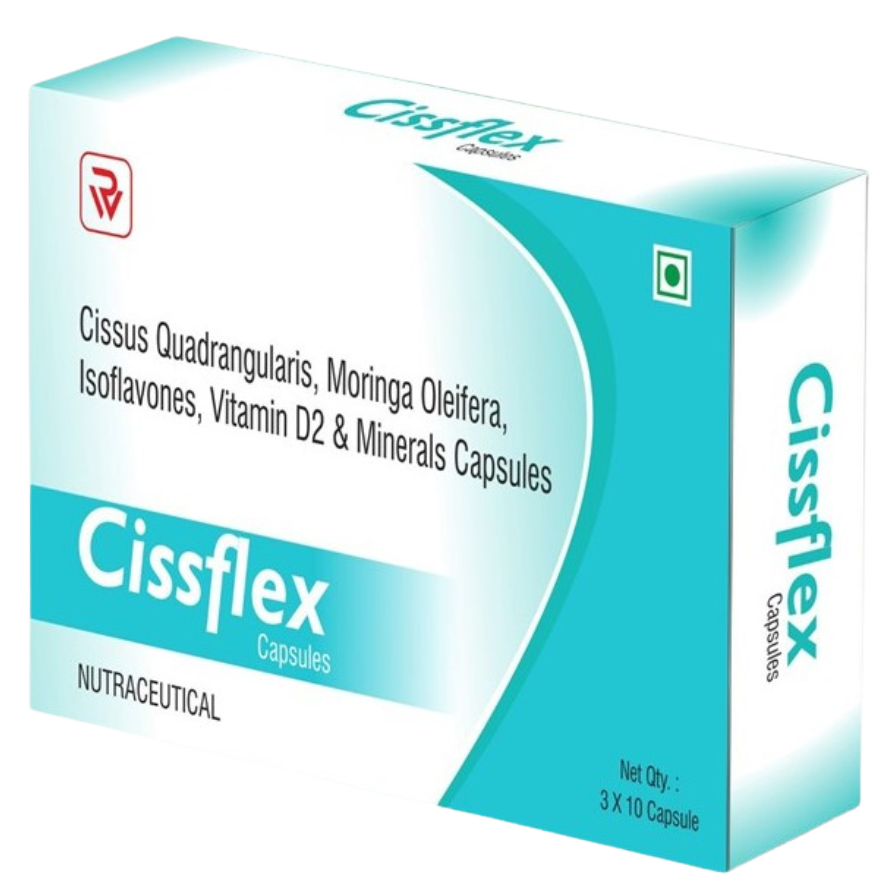 Cissflex
Capsules
Cissus Quadrangularis, Moringa Oleifera,
Isoflavones, Vitamin D2 & Minerals Capsules
Cissflex
Capsules
NUTRACEUTICAL
Net Qty. :
3 X 10 Capsule
Cissflex
Capsules